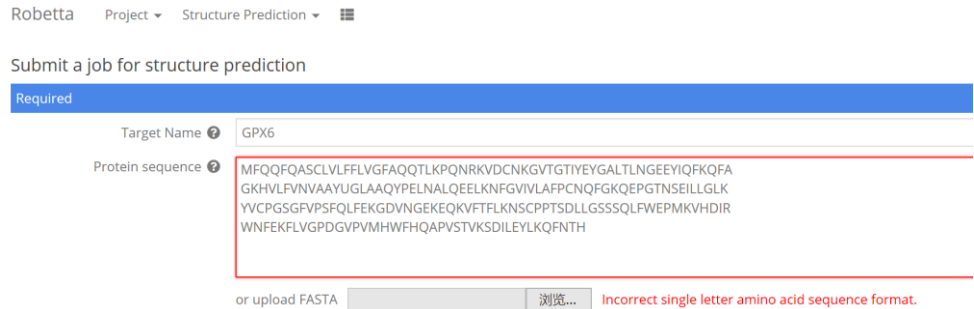 Robetta Project Structure Prediction
Submit a job for structure prediction
Required
Target Name GPX6
Protein sequence
MFQQFQASCLVLFFLVGFAQQTLKPQNRKVDCNKGVTGTIYEYGALTLNGEEYIQFKQFA
GKHVLFVNVAAYUGLAAQYPELNALQEELKNFGVIVLAFPCNQFGKQEPGTNSEILLGLK
YVCPGSGFVPSFQLFEKGDVNGEKEQKVFTFLKNSCPPTSDLLGSSSQLFWEPMKVHDIR
WNFEKFLVGPDGVPVMHWFHQAPVSTVKSDILEYLKQFNTH
or upload FASTA 浏览... Incorrect single letter amino acid sequence format.